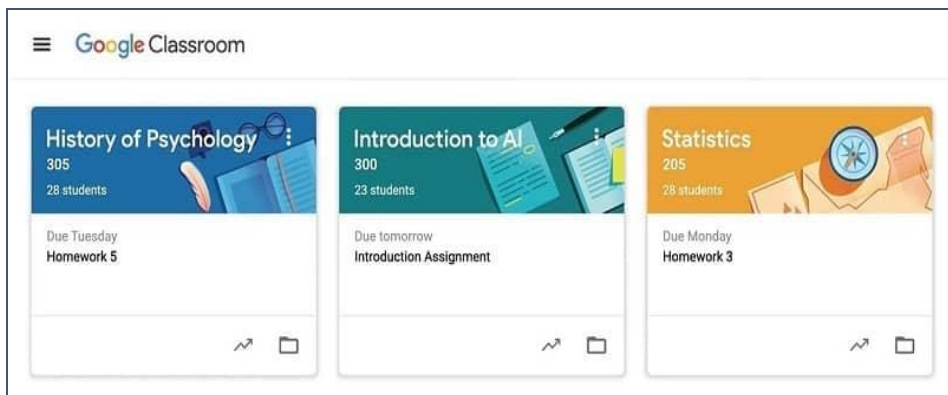 Google Classroom
History of Psychology
305
28 students
Due Tuesday
Homework 5
Introduction to AI
300
23 students
Due tomorrow
Introduction Assignment
Statistics
205
28 students
Due Monday
Homework 3